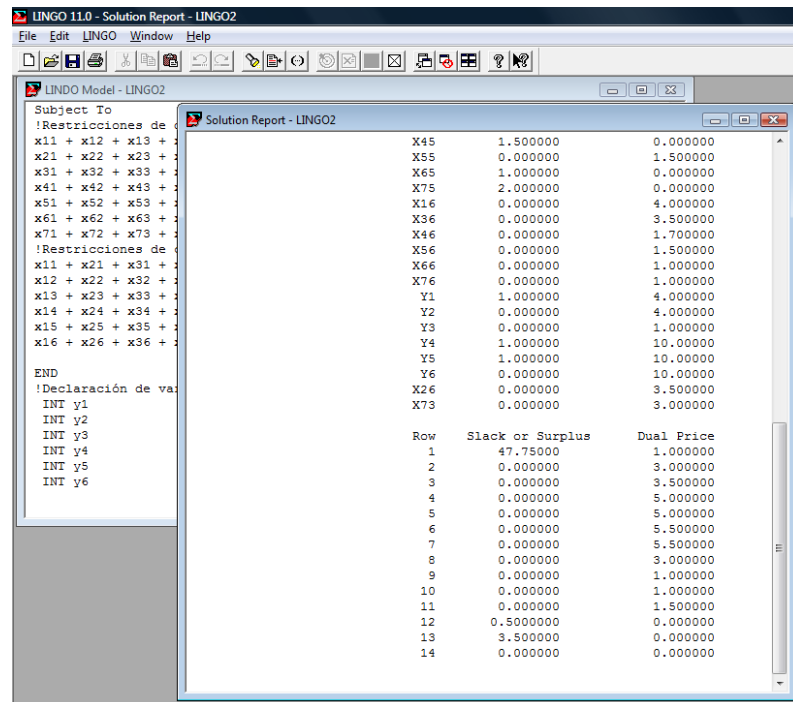 LINGO 11.0 - Solution Report - LINGO2
File Edit LINGO Window Help
LINDO Model - LINGO2
Subject To
!Restricciones de
x11 + x12 + x13 +
x21 + x22 + x23 +
x31 + x32 + x33 +
x41 + x42 + x43 +
x51 + x52 + x53 +
x61 + x62 + x63 +
x71 + x72 + x73 +
!Restricciones de
x11 + x21 + x31 +
x12 + x22 + x32 +
x13 + x23 + x33 +
x14 + x24 + x34 +
x15 + x25 + x35 +
x16 + x26 + x36 +
END
!Declaración de
INT y1
INT y2
INT y3
INT y4
INT y5
INT y6
Solution Report - LINGO2
X45 1.500000 0.000000
X55 0.000000 1.500000
X65 1.000000 0.000000
X75 2.000000 0.000000
X16 0.000000 4.000000
X36 0.000000 3.500000
X46 0.000000 1.700000
X56 0.000000 1.500000
X66 0.000000 1.000000
X76 0.000000 1.000000
Y1 1.000000 4.000000
Y2 0.000000 4.000000
Y3 0.000000 1.000000
Y4 1.000000 10.00000
Y5 1.000000 10.00000
Y6 0.000000 10.00000
X26 0.000000 3.500000
X73 0.000000 3.000000
Row Slack or Surplus Dual Price
1 47.75000 1.000000
2 0.000000 3.000000
3 0.000000 3.500000
4 0.000000 5.000000
5 0.000000 5.000000
6 0.000000 5.500000
7 0.000000 5.500000
8 0.000000 3.000000
9 0.000000 1.000000
10 0.000000 1.000000
11 0.000000 1.500000
12 0.5000000 0.000000
13 3.500000 0.000000
14 0.000000 0.000000